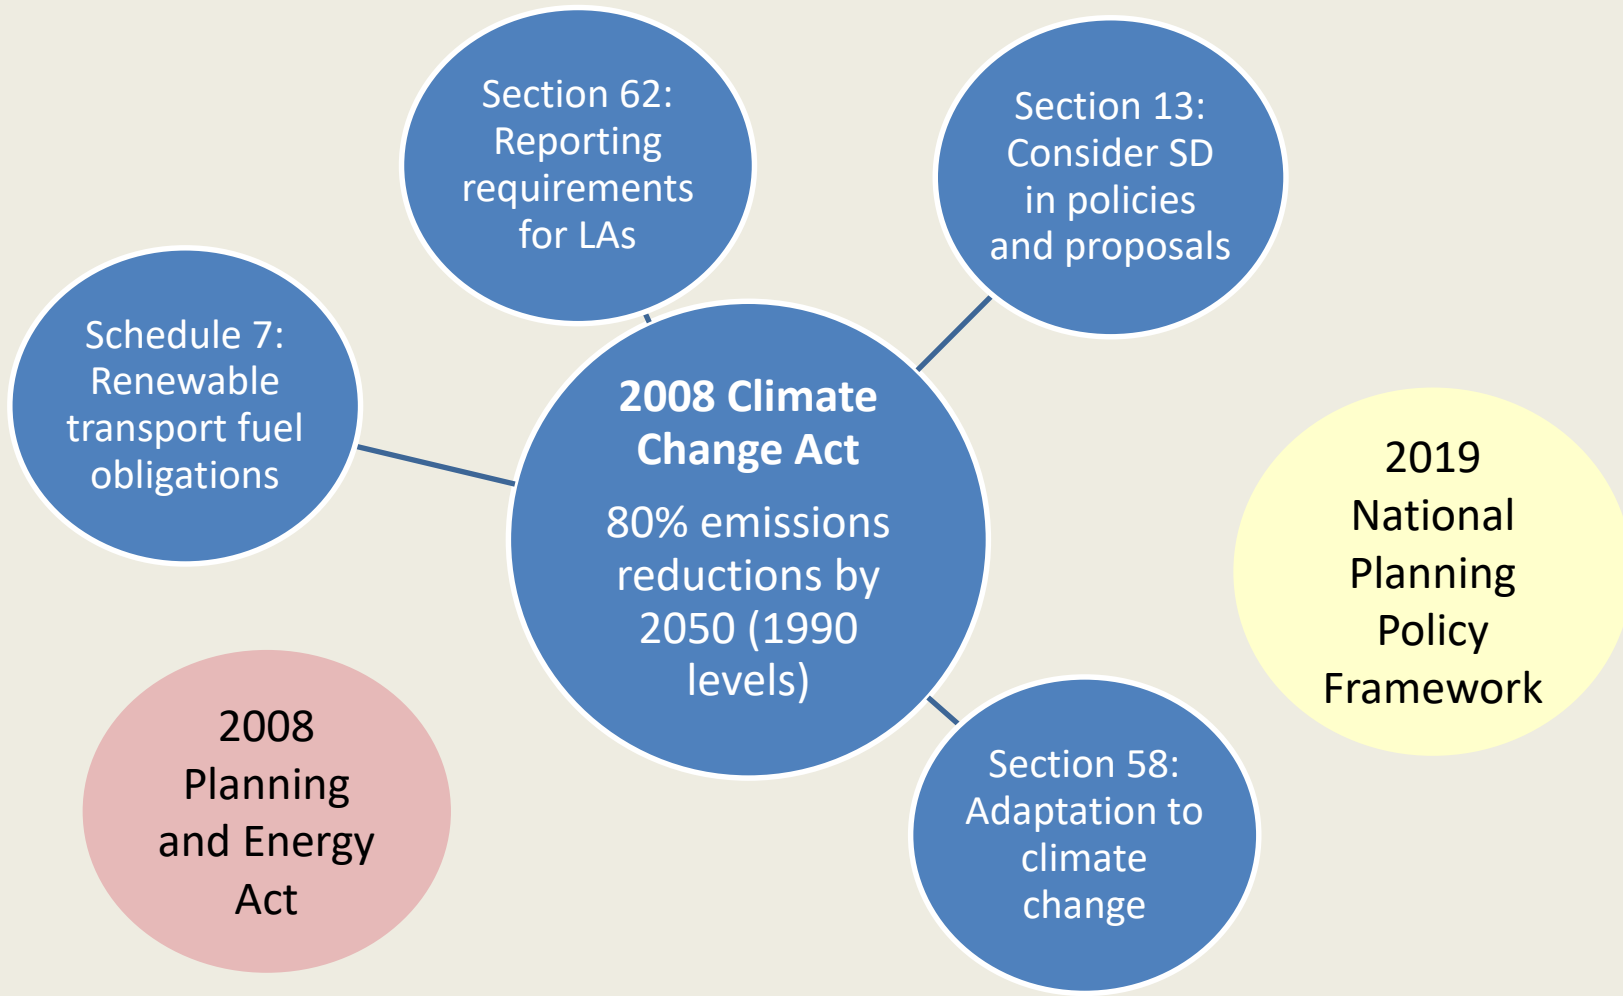 Section 62:
Reporting
requirements
for LAs
Section 13:
Consider SD
in policies
and proposals
Schedule 7:
Renewable
transport fuel
obligations
2008 Climate
Change Act
80% emissions
reductions by
2050 (1990
levels)
2019
National
Planning
Policy
Framework
2008
Planning
and Energy
Act
Section 58:
Adaptation to
climate
change